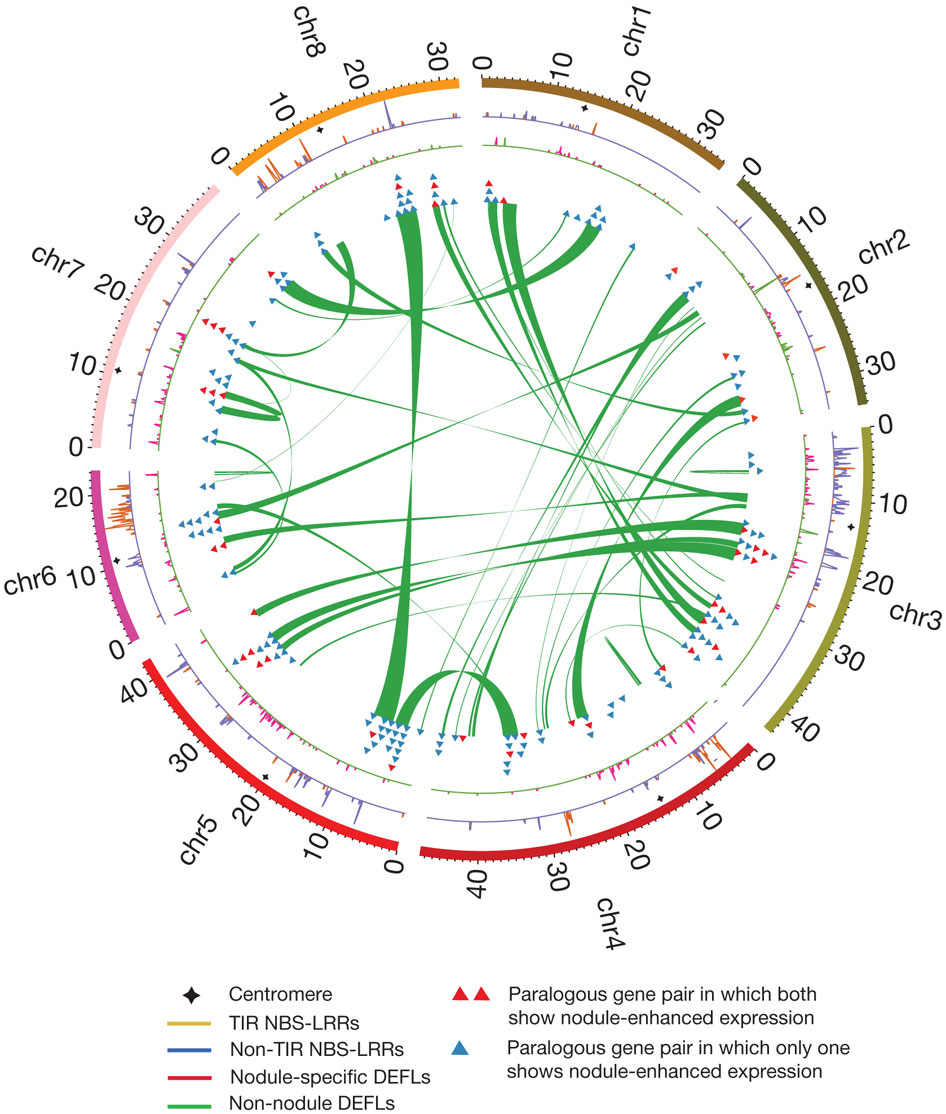 chr1
0
10
20
30
chr2
0
10
20
30
chr3
0
10
20
30
40
chr4
0
10
20
30
40
chr5
0
10
20
30
40
chr6
0
10
20
chr7
0
10
20
30
chr8
0
10
20
30
Centromere
TIR NBS-LRRs
Non-TIR NBS-LRRs
Nodule-specific DEFLs
Non-nodule DEFLs
Paralogous gene pair in which both
show nodule-enhanced expression
Paralogous gene pair in which only one
shows nodule-enhanced expression